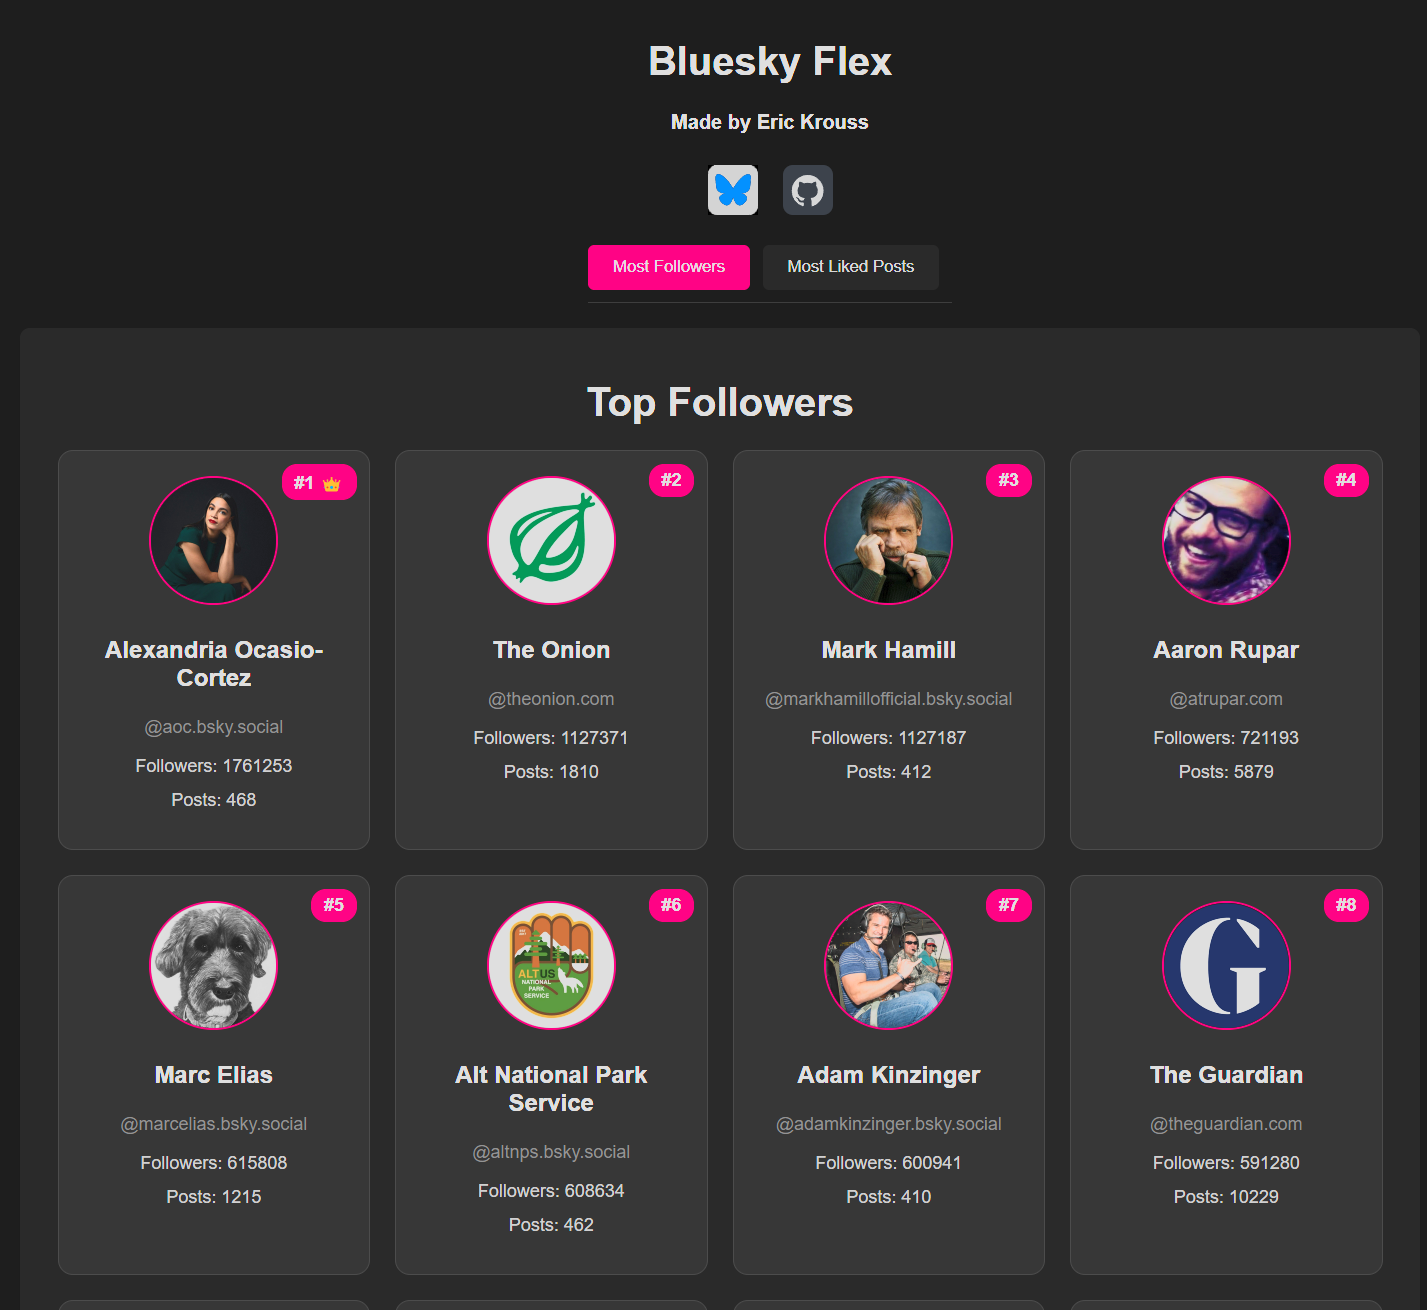 Bluesky Flex
Made by Eric Krouss
Most Followers
Most Liked Posts
Top Followers
#1
Alexandria Ocasio-
Cortez
@aoc.bsky.social
Followers: 1761253
Posts: 468
#2
The Onion
@theonion.com
Followers: 1127371
Posts: 1810
#3
Mark Hamill
@markhamillofficial.bsky.social
Followers: 1127187
Posts: 412
#4
Aaron Rupar
@atrupar.com
Followers: 721193
Posts: 5879
#5
Marc Elias
@marcelias.bsky.social
Followers: 615808
Posts: 1215
#6
ALTUS
NATIONAL
PARK
SERVICE
Alt National Park
Service
@altnps.bsky.social
Followers: 608634
Posts: 462
#7
Adam Kinzinger
@adamkinzinger.bsky.social
Followers: 600941
Posts: 410
#8
G
The Guardian
@theguardian.com
Followers: 591280
Posts: 10229